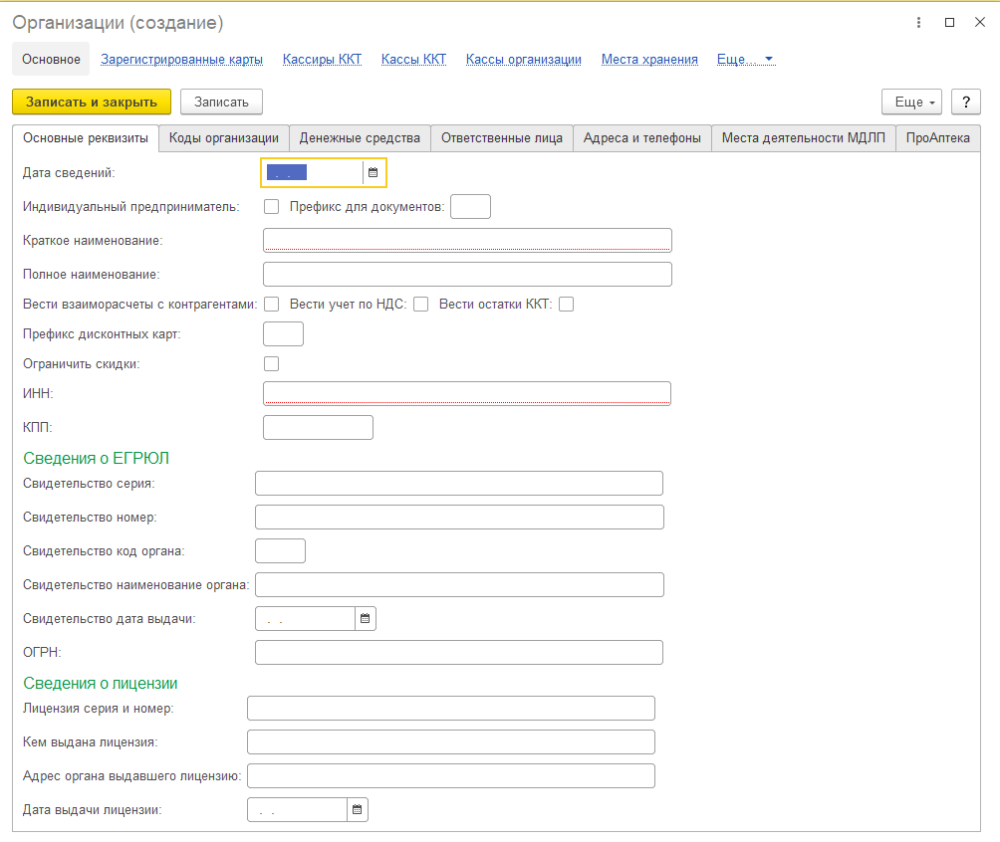 Организации (создание)
Основное Зарегистрированные карты Кассиры ККТ Кассы ККТ Кассы организации Места хранения Еще...
Записать и закрыть Записать Еще ?
Основные реквизиты Коды организации Денежные средства Ответственные лица Адреса и телефоны Места деятельности МДЛП ПроАптека
Дата сведений: . .
Индивидуальный предприниматель: Префикс для документов:
Краткое наименование:
Полное наименование:
Вести взаиморасчеты с контрагентами: Вести учет по НДС: Вести остатки ККТ:
Префикс дисконтных карт:
Ограничить скидки:
ИНН:
КПП:
Сведения о ЕГРЮЛ
Свидетельство серия:
Свидетельство номер:
Свидетельство код органа:
Свидетельство наименование органа:
Свидетельство дата выдачи: . .
ОГРН:
Сведения о лицензии
Лицензия серия и номер:
Кем выдана лицензия:
Адрес органа выдавшего лицензию:
Дата выдачи лицензии: . .